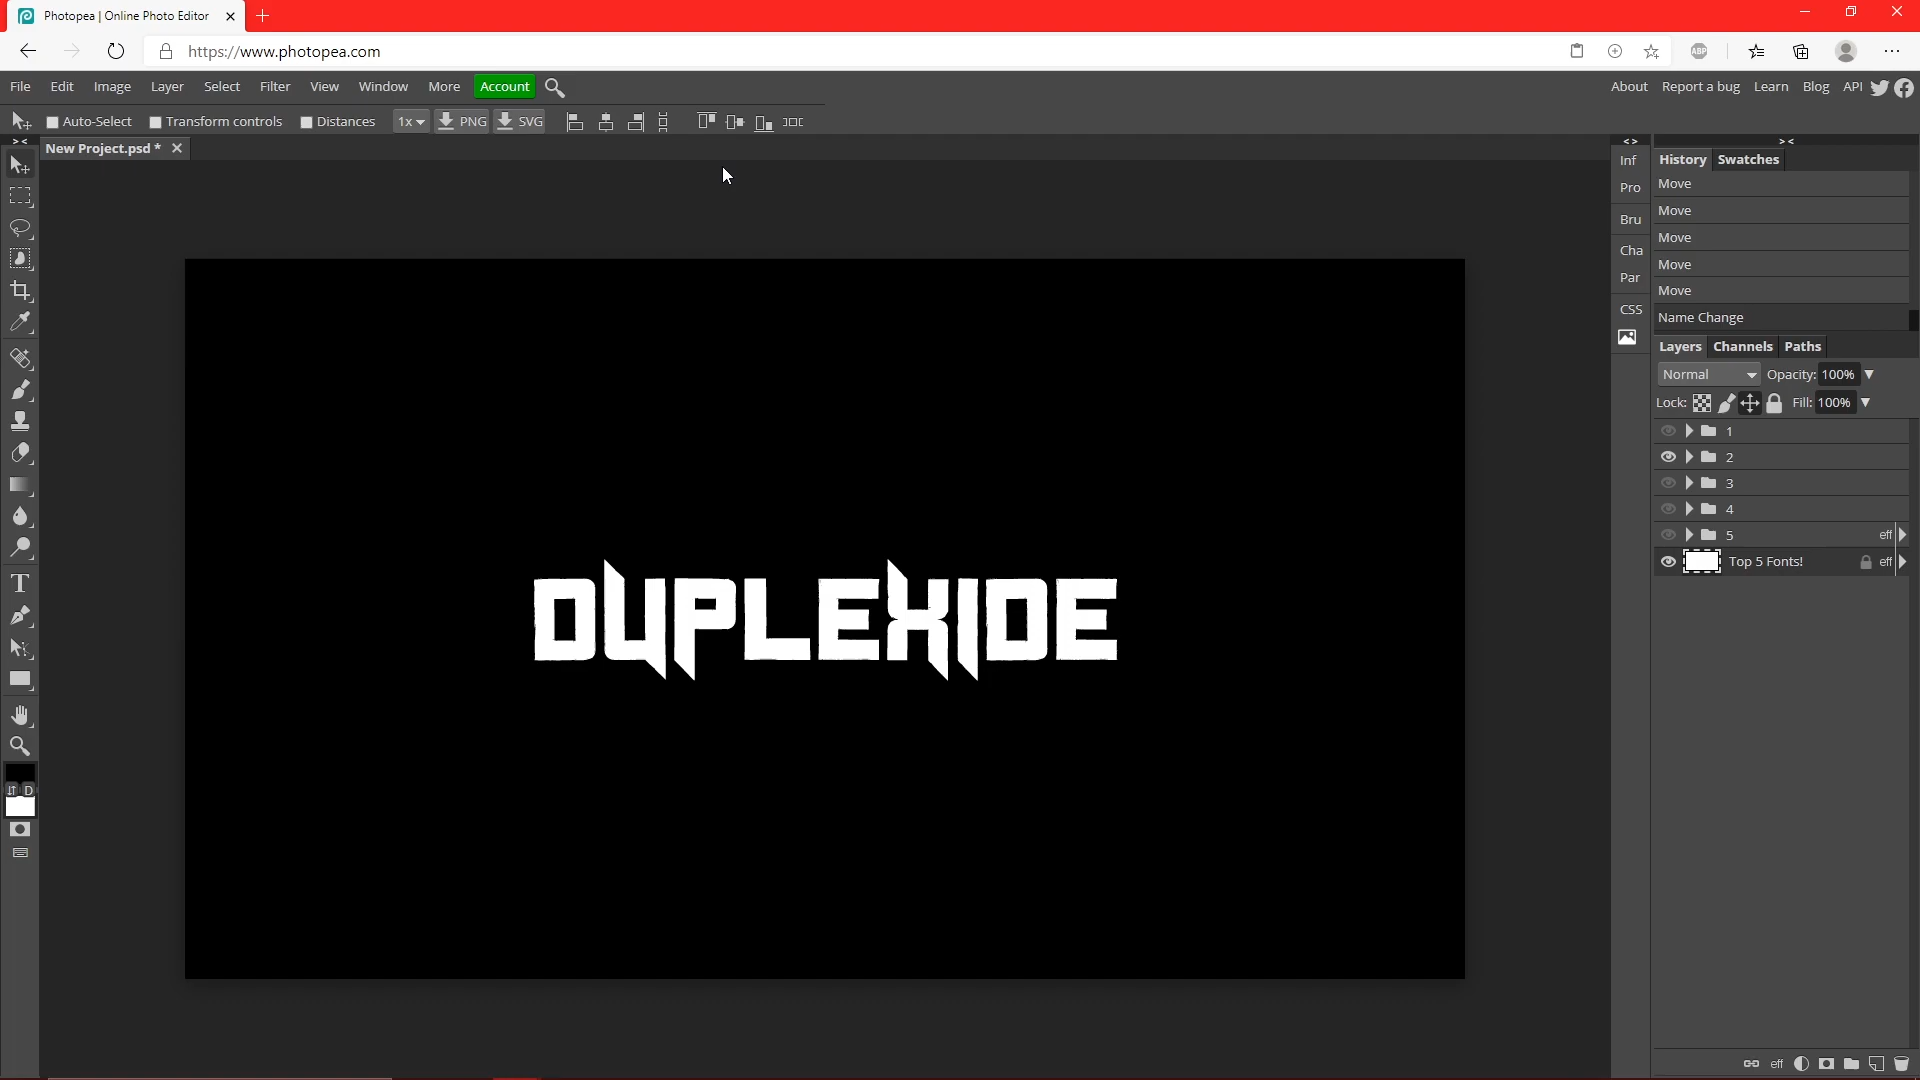 Photopea | Online Photo Editor
https://www.photopea.com
ABP
File Edit Image Layer Select Filter View Window More Account About Report a bug Learn Blog API
Auto-Select Transform controls Distances 1x PNG SVG
New Project.psd *
DUPLEXIDE
T
D
Inf
Pro
Bru
Cha
Par
CSS
History Swatches
Move
Move
Move
Move
Move
Name Change
Layers Channels Paths
Normal Opacity: 100%
Lock: Fill: 100%
1
2
3
4
5 eff
Top 5 Fonts! eff
eff